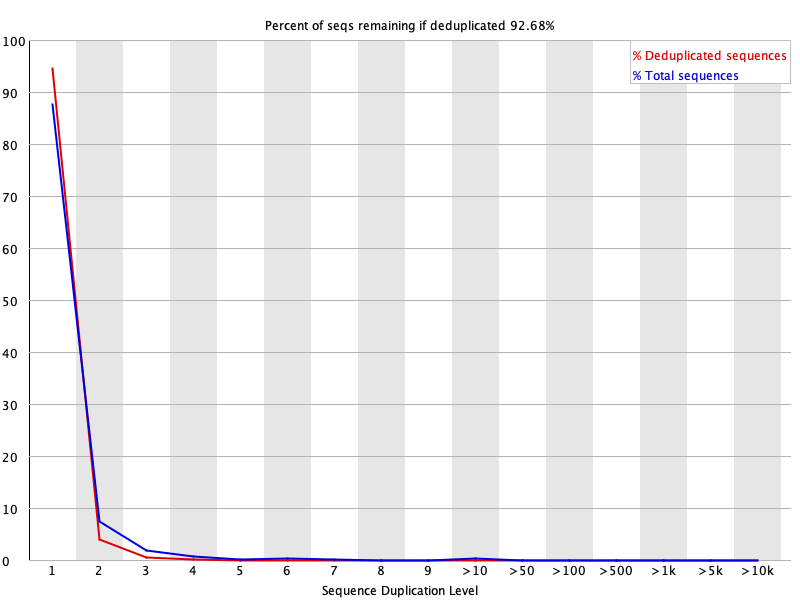 Percent of seqs remaining if deduplicated 92.68%
% Deduplicated sequences
% Total sequences
100
90
80
70
60
50
40
30
20
10
0
1 2 3 4 5 6 7 8 9 >10 >50 >100 >500 >1k >5k >10k
Sequence Duplication Level